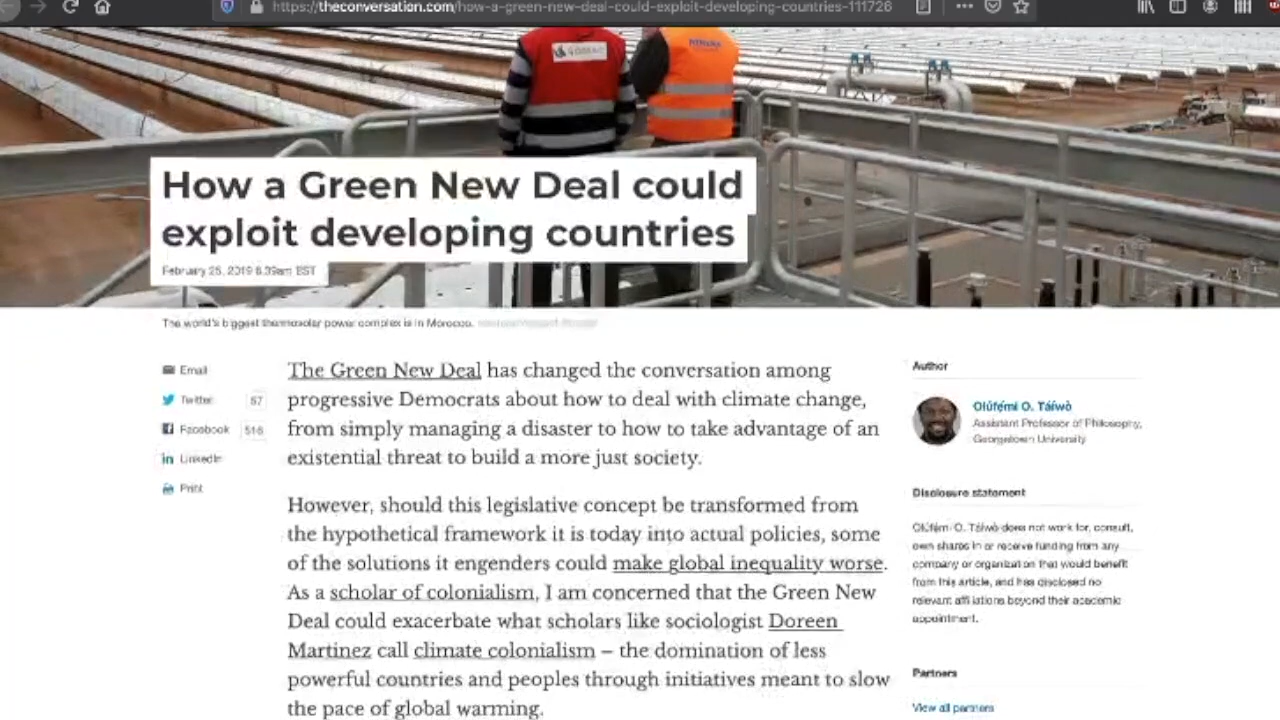 https://theconversation.com/how-a-green-new-deal-could-exploit-developing-countries-111726
How a Green New Deal could
exploit developing countries
February 25, 2019 6.39am EST
The world's biggest thermosolar power complex is in Morocco.
Email
Twitter 67
Facebook 516
LinkedIn
Print
The Green New Deal has changed the conversation among
progressive Democrats about how to deal with climate change,
from simply managing a disaster to how to take advantage of an
existential threat to build a more just society.
However, should this legislative concept be transformed from
the hypothetical framework it is today into actual policies, some
of the solutions it engenders could make global inequality worse.
As a scholar of colonialism, I am concerned that the Green New
Deal could exacerbate what scholars like sociologist Doreen
Martinez call climate colonialism – the domination of less
powerful countries and peoples through initiatives meant to slow
the pace of global warming.
Author
Olúfẹ́mi O. Táíwò
Assistant Professor of Philosophy,
Georgetown University
Disclosure statement
Olúfẹ́mi O. Táíwò does not work for, consult,
own shares in or receive funding from any
company or organization that would benefit
from this article, and has disclosed no
relevant affiliations beyond their academic
appointment.
Partners
View all partners